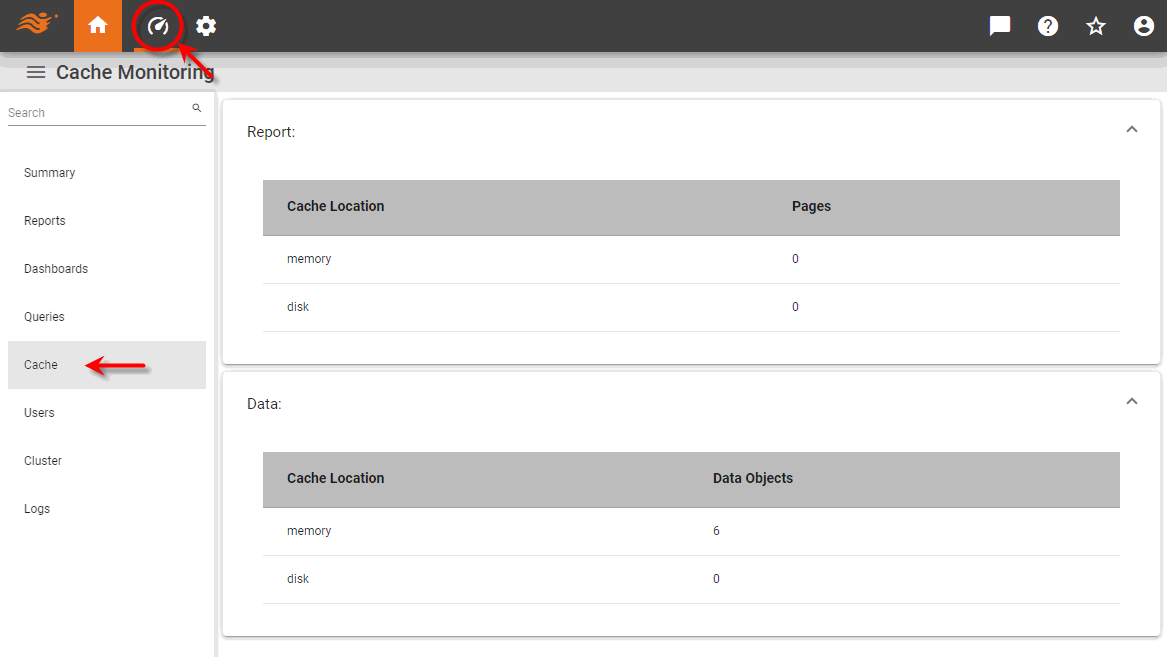 Cache Monitoring
Search
Summary
Reports
Dashboards
Queries
Cache
Users
Cluster
Logs
Report:
Cache Location Pages
memory 0
disk 0
Data:
Cache Location Data Objects
memory 6
disk 0